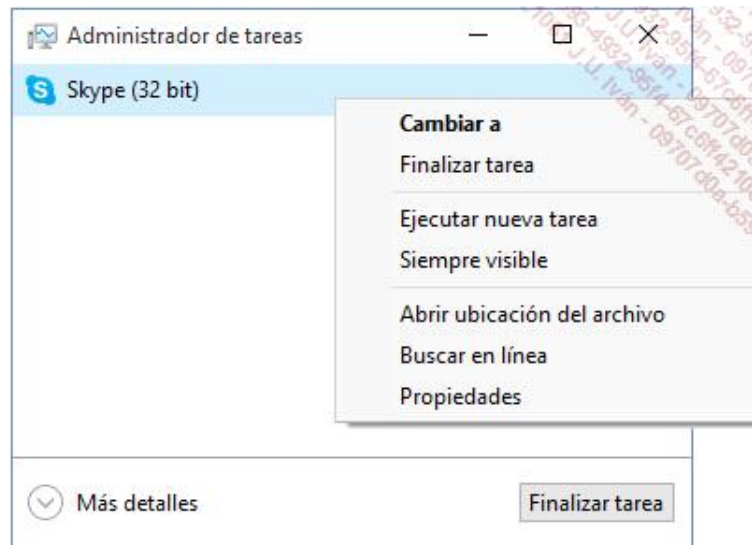 Administrador de tareas
Skype (32 bit)
Cambiar a
Finalizar tarea
Ejecutar nueva tarea
Siempre visible
Abrir ubicación del archivo
Buscar en línea
Propiedades
Más detalles
Finalizar tarea